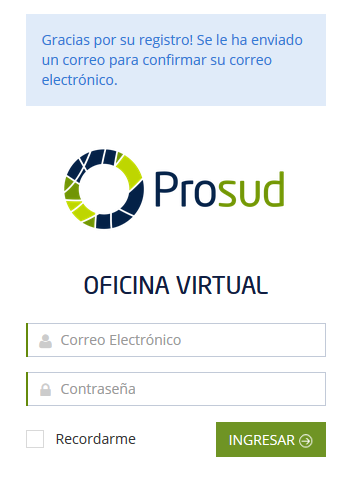 Gracias por su registro! Se le ha enviado
un correo para confirmar su correo
electrónico.
Prosud
OFICINA VIRTUAL
Correo Electrónico
Contraseña
Recordarme
INGRESAR